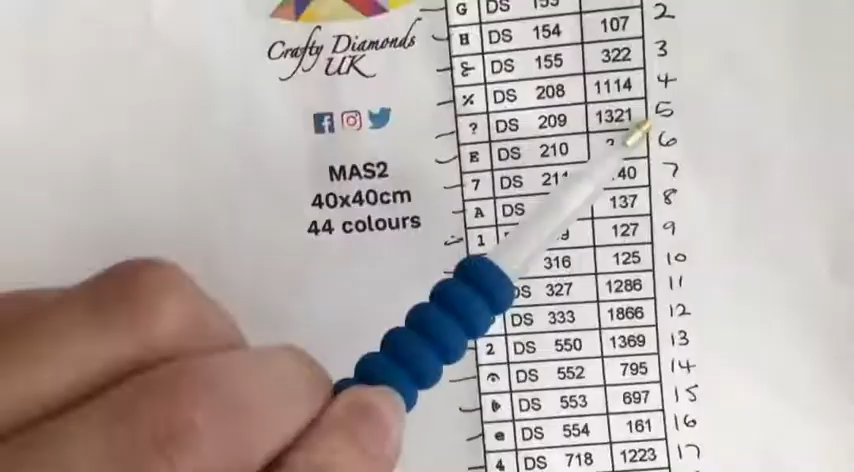 Crafty Diamonds
UK
MAS2
40x40cm
44 colours
G DS 153 2
H DS 154 107 3
DS 155 322
% DS 208 1114 4
? DS 209 1321 5
E DS 210 6
7 DS 7
A DS 137 8
1 127 9
316 125 10
DS 327 1286 11
DS 333 1866 12
2 DS 550 1369 13
DS 552 795 14
DS 553 697 15
e DS 554 161 16
4 DS 718 1223 17